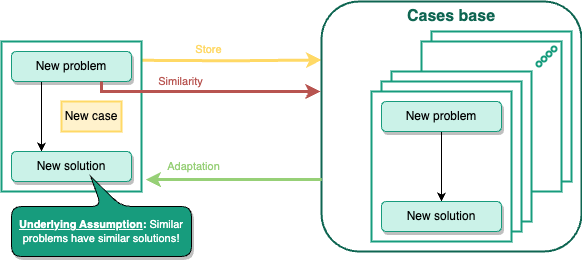 Cases base
New problem
Store
Similarity
New case
New problem
New solution
Adaptation
New solution
Underlying Assumption: Similar
problems have similar solutions!